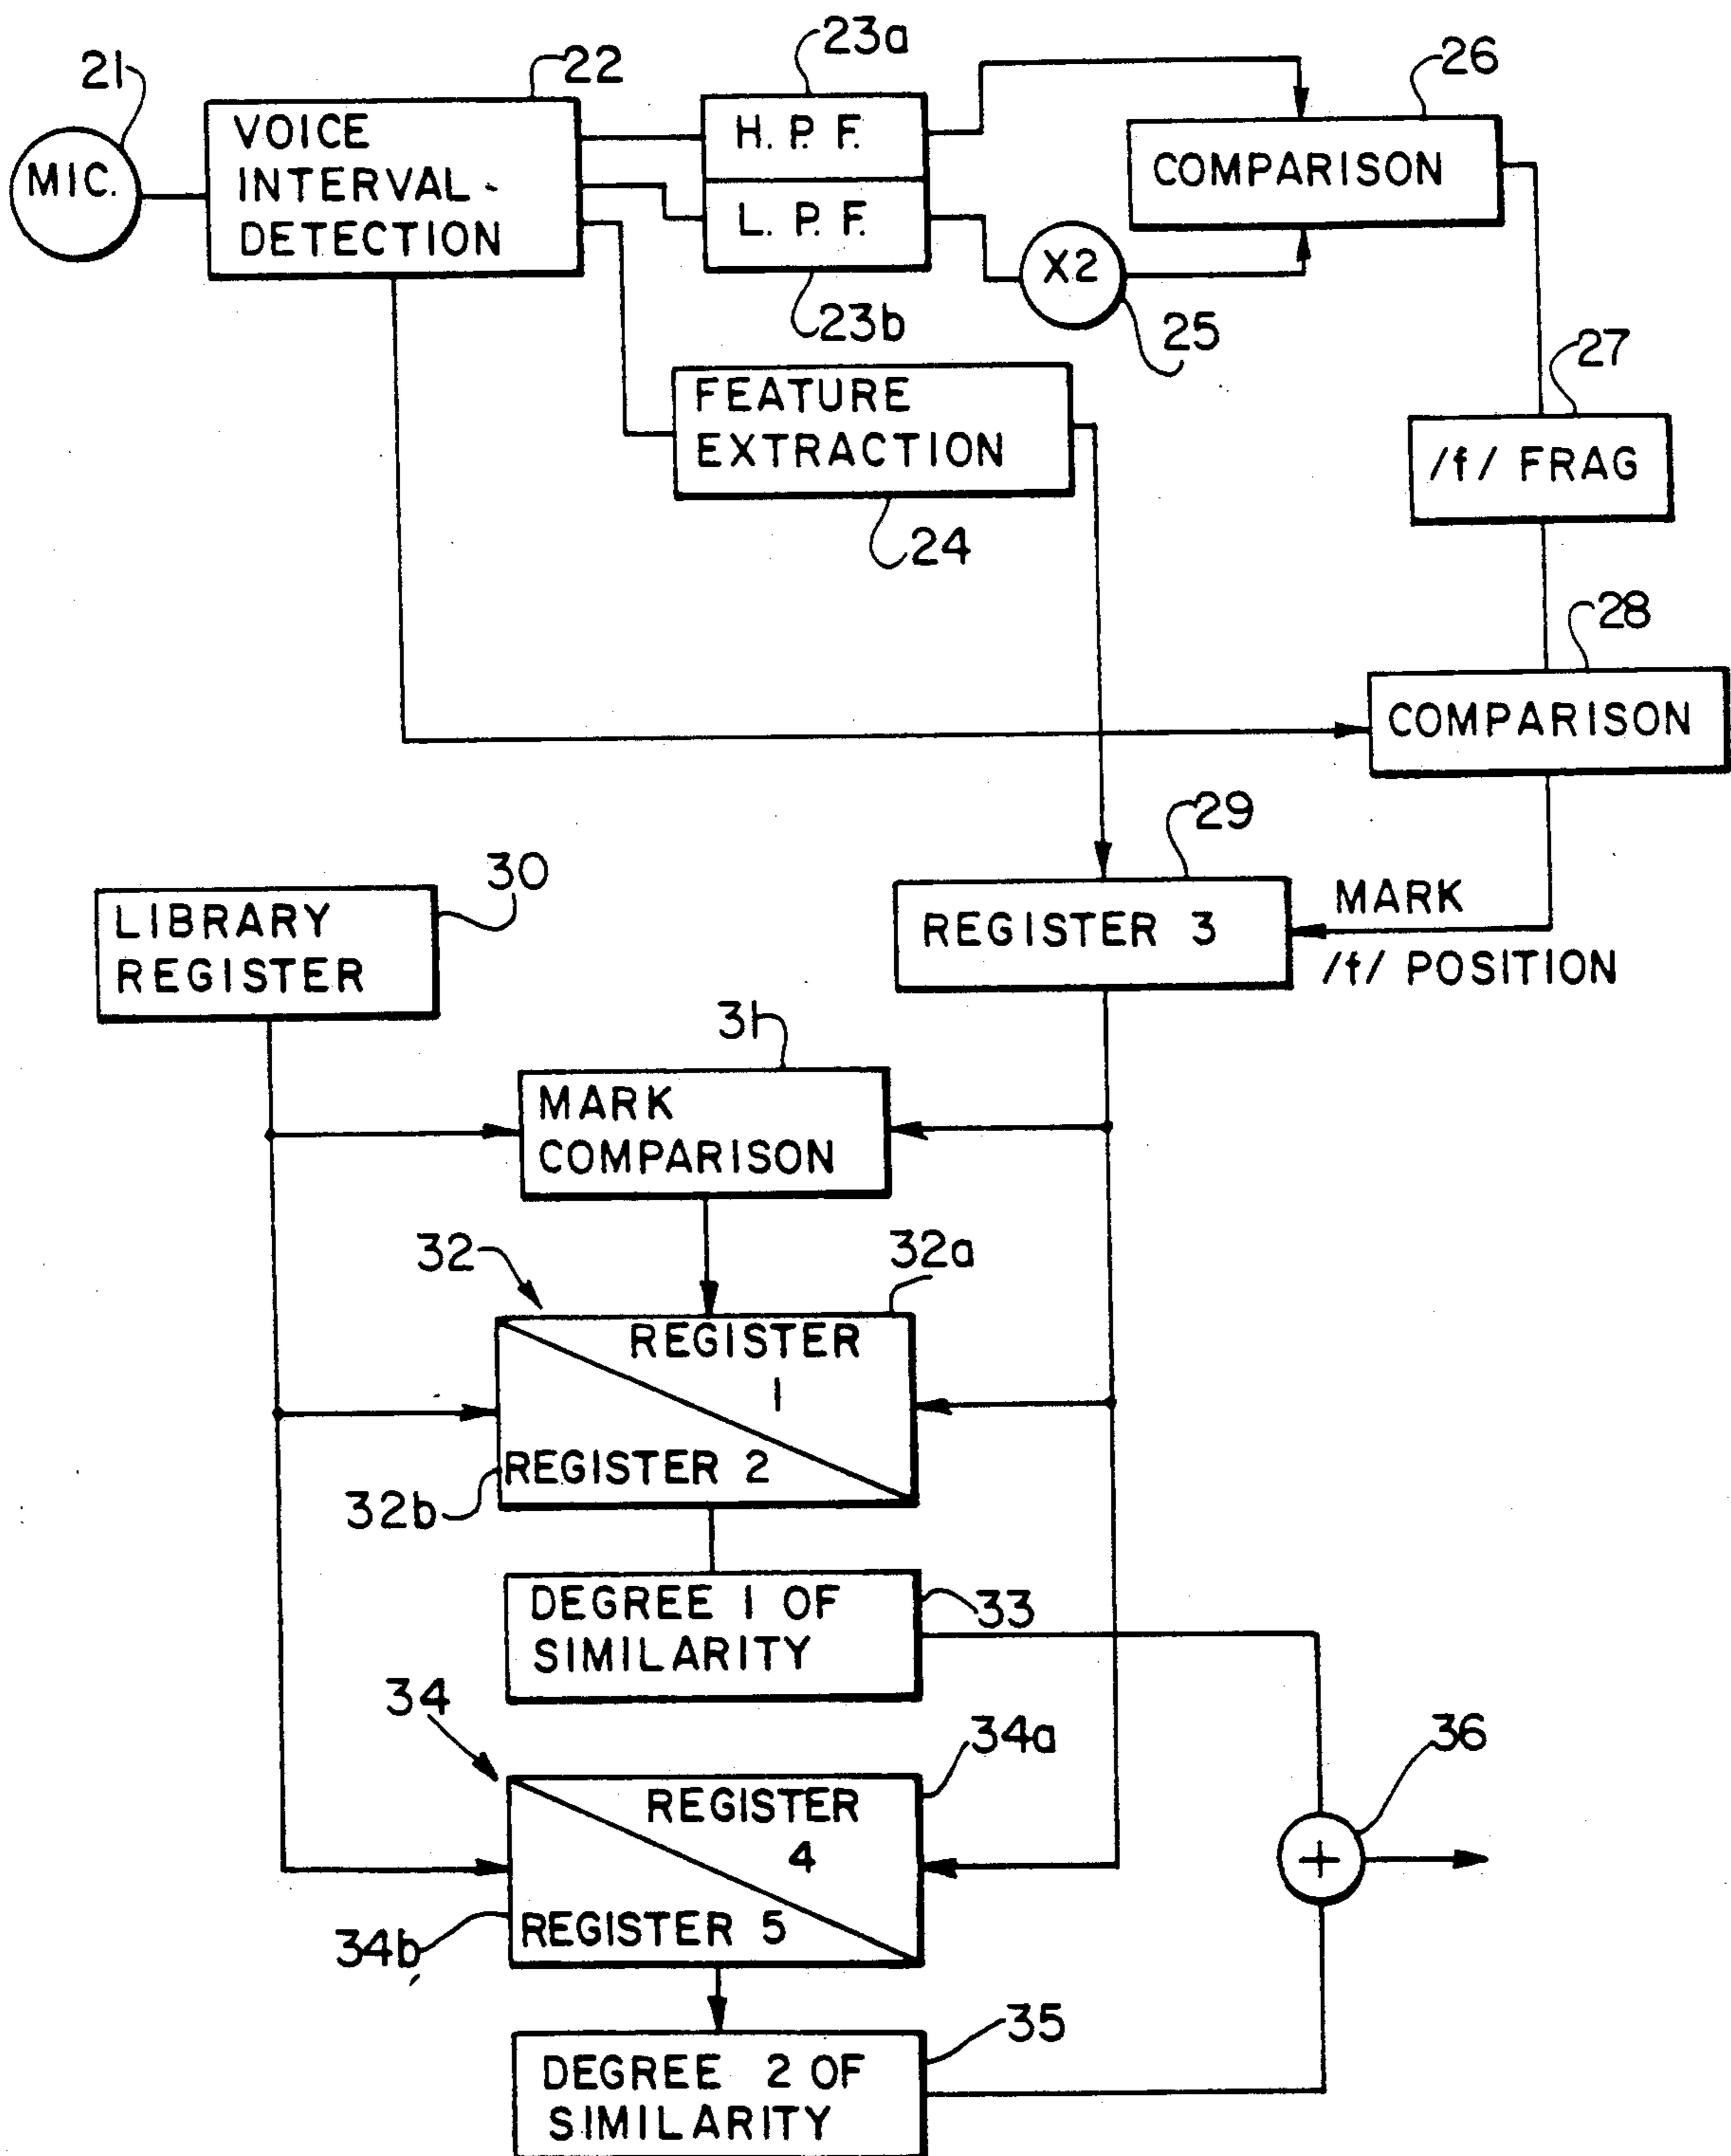 21
MIC.
22
VOICE
INTERVAL-
DETECTION
23a
H. P. F.
L. P. F.
23b
X2
25
26
COMPARISON
27
/f/ FRAG
FEATURE
EXTRACTION
24
28
COMPARISON
29
REGISTER 3
MARK
/f/ POSITION
30
LIBRARY
REGISTER
31
MARK
COMPARISON
32
32a
REGISTER
1
REGISTER 2
32b
DEGREE 1 OF
SIMILARITY
33
34
34a
REGISTER
4
REGISTER 5
34b
36
+
35
DEGREE 2 OF
SIMILARITY